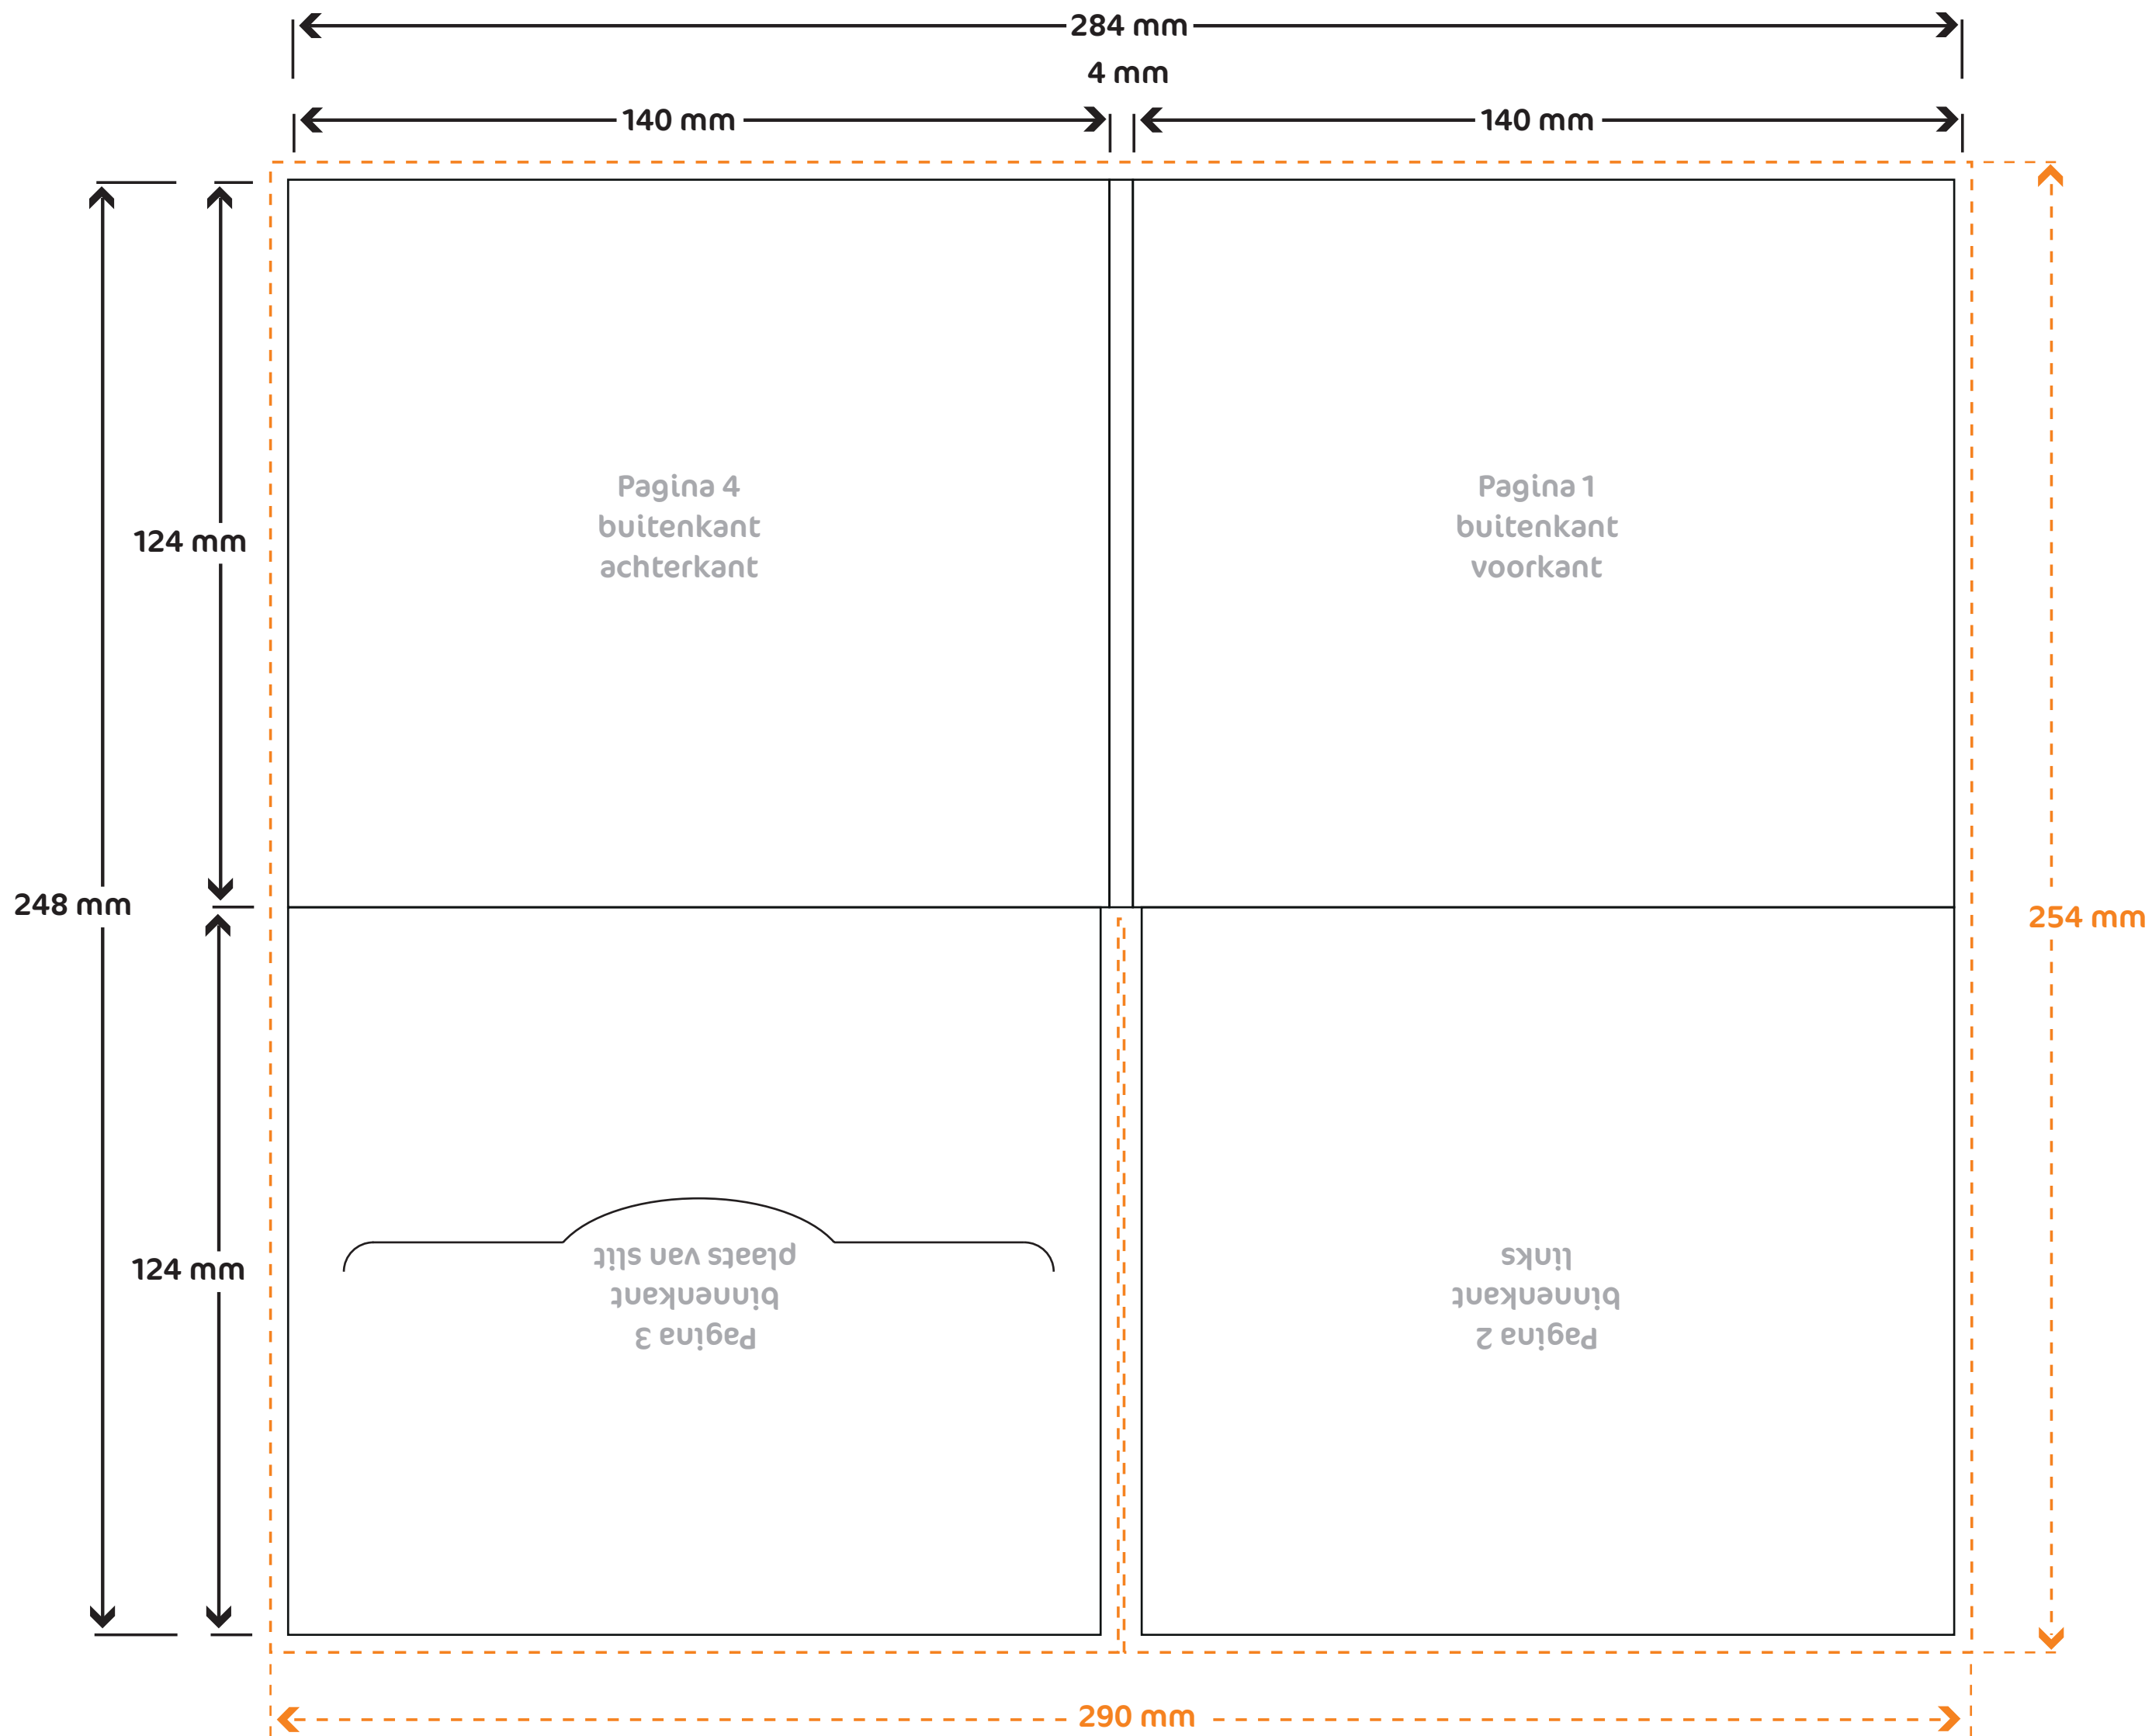 284 mm
4 mm
140 mm
140 mm
Pagina 4
buitenkant
achterkant
Pagina 1
buitenkant
voorkant
124 mm
248 mm
254 mm
124 mm
Pagina 3
binnenkant
plaats van slit
Pagina 2
binnenkant
links
290 mm